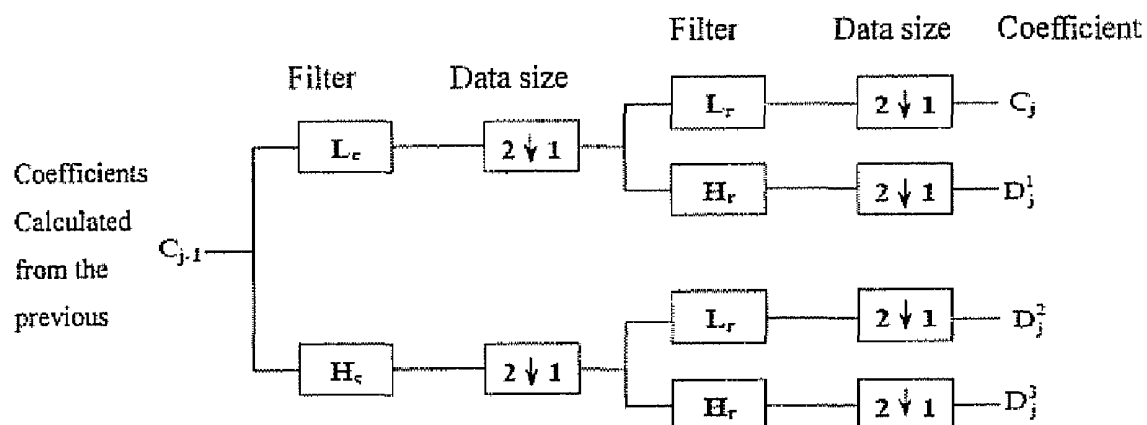 Filter Data size Coefficient
Filter Data size
L_r 2 ↓ 1 C_j
L_c 2 ↓ 1
H_r 2 ↓ 1 D_j^1
Coefficients
Calculated
from the
previous
C_{j-1}
L_r 2 ↓ 1 D_j^2
2 ↓ 1
H_r 2 ↓ 1 D_j^3